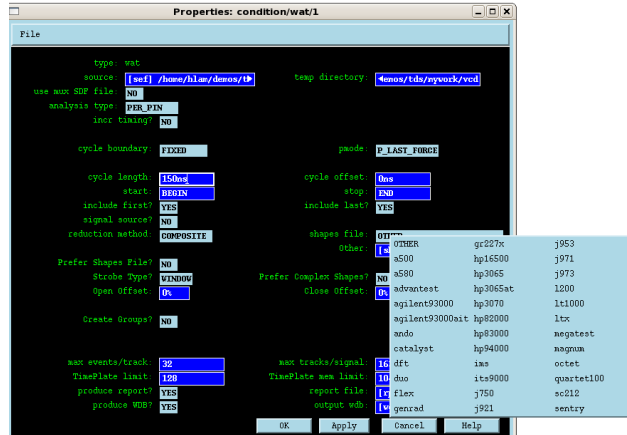 Properties: condition/wat/1
File
type: wat
source: [sef] /home/hlam/demos/t temp directory: enos/tds/mywork/vcd
use mux SDF file: NO
analysis type: PER_PIN
incr timing? NO
cycle boundary: FIXED pmode: P_LAST_FORCE
cycle length: 150ns cycle offset: 0ns
start: BEGIN stop: END
include first? YES include last? YES
signal source? NO
reduction method: COMPOSITE shapes file: OTHER
Other: [s
Prefer Shapes File? NO
Strobe Type? WINDOW Prefer Complex Shapes? NO
Open Offset: 0% Close Offset: 0%
Create Groups? NO
max events/track: 32 max tracks/signal: 16
TimePlate limit: 128 TimePlate mem limit: 10
produce report? YES report file: [r
produce WDB? YES output wdb: [w
OK Apply Cancel Help
OTHER gr227x j953
a500 hp16500 j971
a580 hp3065 j973
advantest hp3065at l200
agilent93000 hp3070 lt1000
agilent93000ait hp82000 ltx
ando hp83000 megatest
catalyst hp94000 magnum
dft ims octet
duo its9000 quartet100
flex j750 sc212
genrad j921 sentry